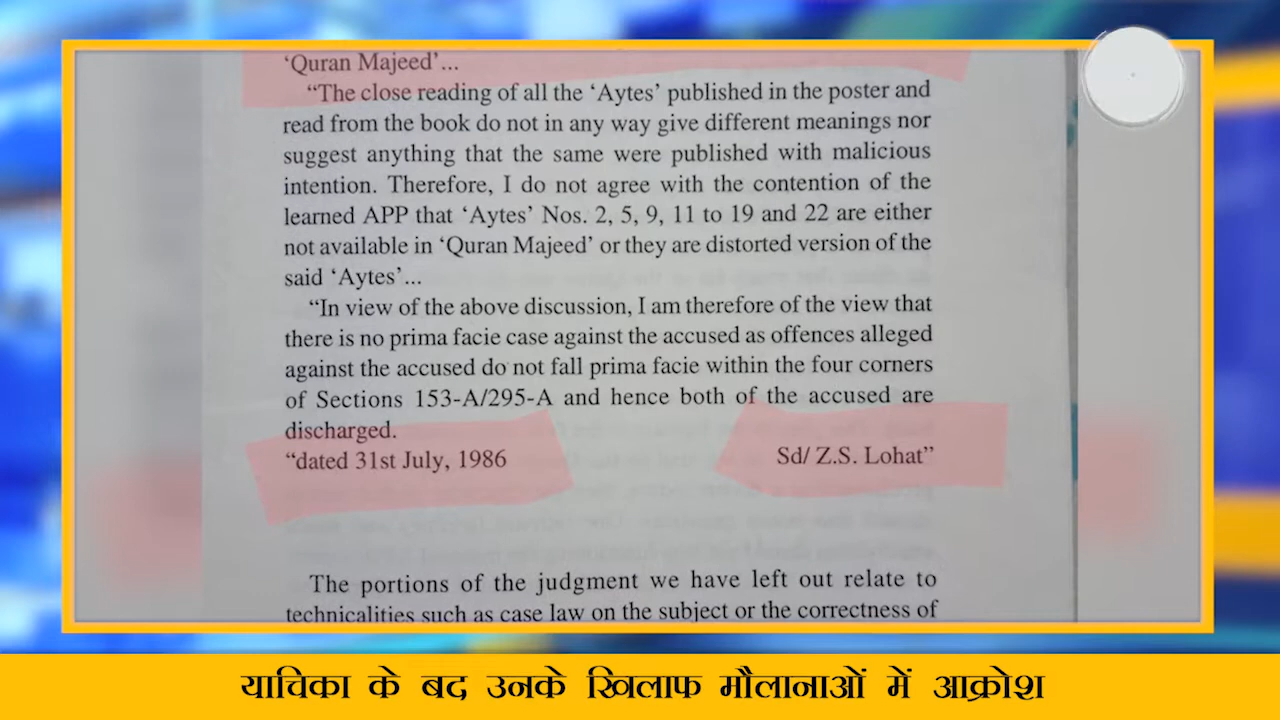 ‘Quran Majeed’...
“The close reading of all the ‘Aytes’ published in the poster and
read from the book do not in any way give different meanings nor
suggest anything that the same were published with malicious
intention. Therefore, I do not agree with the contention of the
learned APP that ‘Aytes’ Nos. 2, 5, 9, 11 to 19 and 22 are either
not available in ‘Quran Majeed’ or they are distorted version of the
said ‘Aytes’...
“In view of the above discussion, I am therefore of the view that
there is no prima facie case against the accused as offences alleged
against the accused do not fall prima facie within the four corners
of Sections 153-A/295-A and hence both of the accused are
discharged.
“dated 31st July, 1986 Sd/ Z.S. Lohat”
The portions of the judgment we have left out relate to
technicalities such as case law on the subject or the correctness of
याचिका के बद उनके खिलाफ मौलानाओं में आक्रोश